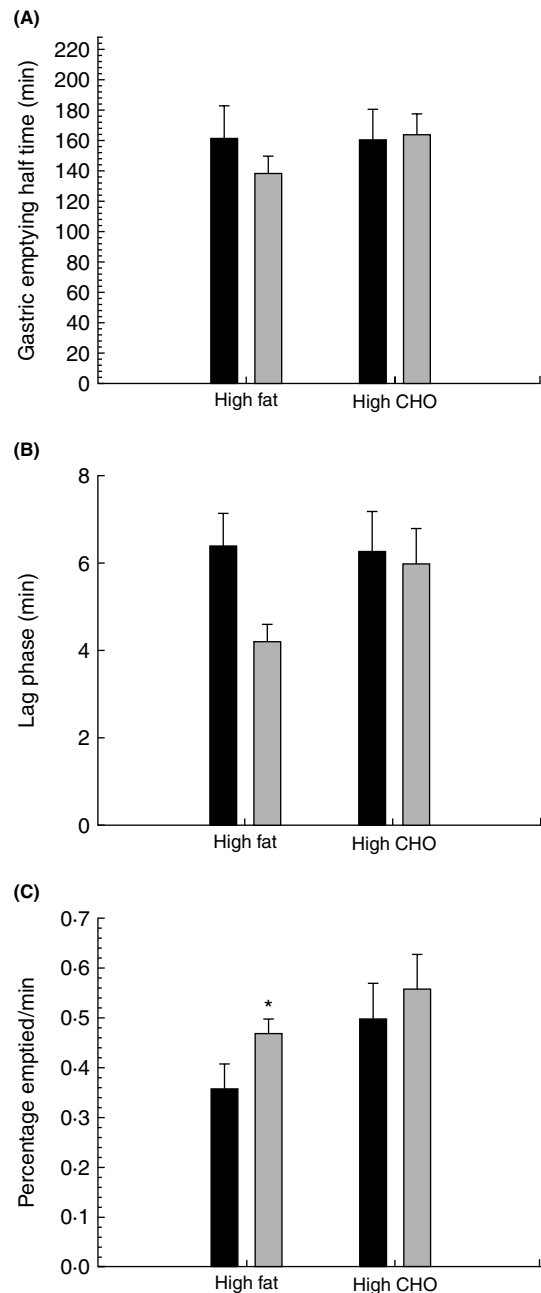 (A)
Gastric emptying half time (min)
220
200
180
160
140
120
100
80
60
40
20
0
High fat
High CHO
(B)
Lag phase (min)
8
6
4
2
0
High fat
High CHO
(C)
Percentage emptied/min
0·7
0·6
0·5
0·4
0·3
0·2
0·1
0·0
*
High fat
High CHO